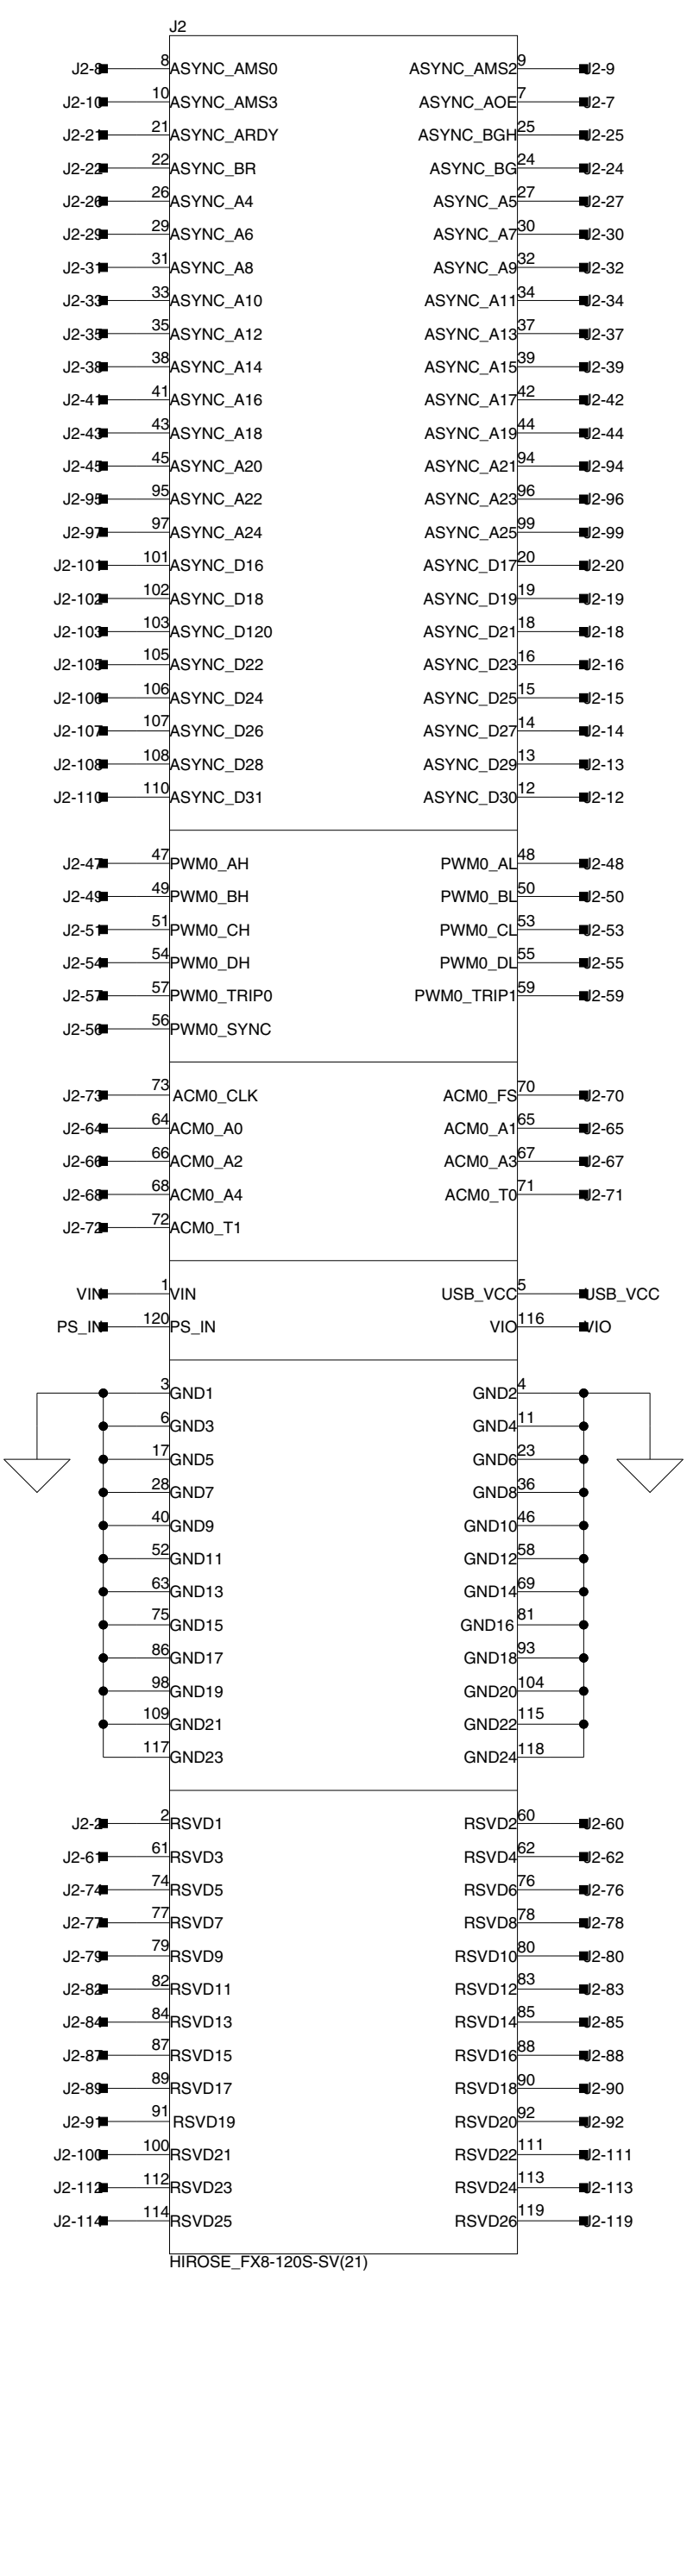 J2
J2-8 8 ASYNC_AMS0 ASYNC_AMS2 9 J2-9
J2-10 10 ASYNC_AMS3 ASYNC_AOE 7 J2-7
J2-21 21 ASYNC_ARDY ASYNC_BGH 25 J2-25
J2-22 22 ASYNC_BR ASYNC_BG 24 J2-24
J2-26 26 ASYNC_A4 ASYNC_A5 27 J2-27
J2-29 29 ASYNC_A6 ASYNC_A7 30 J2-30
J2-31 31 ASYNC_A8 ASYNC_A9 32 J2-32
J2-33 33 ASYNC_A10 ASYNC_A11 34 J2-34
J2-35 35 ASYNC_A12 ASYNC_A13 37 J2-37
J2-38 38 ASYNC_A14 ASYNC_A15 39 J2-39
J2-41 41 ASYNC_A16 ASYNC_A17 42 J2-42
J2-43 43 ASYNC_A18 ASYNC_A19 44 J2-44
J2-45 45 ASYNC_A20 ASYNC_A21 94 J2-94
J2-95 95 ASYNC_A22 ASYNC_A23 96 J2-96
J2-97 97 ASYNC_A24 ASYNC_A25 99 J2-99
J2-101 101 ASYNC_D16 ASYNC_D17 20 J2-20
J2-102 102 ASYNC_D18 ASYNC_D19 19 J2-19
J2-103 103 ASYNC_D120 ASYNC_D21 18 J2-18
J2-105 105 ASYNC_D22 ASYNC_D23 16 J2-16
J2-106 106 ASYNC_D24 ASYNC_D25 15 J2-15
J2-107 107 ASYNC_D26 ASYNC_D27 14 J2-14
J2-108 108 ASYNC_D28 ASYNC_D29 13 J2-13
J2-110 110 ASYNC_D31 ASYNC_D30 12 J2-12
J2-47 47 PWM0_AH PWM0_AL 48 J2-48
J2-49 49 PWM0_BH PWM0_BL 50 J2-50
J2-51 51 PWM0_CH PWM0_CL 53 J2-53
J2-54 54 PWM0_DH PWM0_DL 55 J2-55
J2-57 57 PWM0_TRIP0 PWM0_TRIP1 59 J2-59
J2-56 56 PWM0_SYNC
J2-73 73 ACM0_CLK ACM0_FS 70 J2-70
J2-64 64 ACM0_A0 ACM0_A1 65 J2-65
J2-66 66 ACM0_A2 ACM0_A3 67 J2-67
J2-68 68 ACM0_A4 ACM0_T0 71 J2-71
J2-72 72 ACM0_T1
VIN 1 VIN USB_VCC 5 USB_VCC
PS_IN 120 PS_IN VIO 116 VIO
3 GND1 GND2 4
6 GND3 GND4 11
17 GND5 GND6 23
28 GND7 GND8 36
40 GND9 GND10 46
52 GND11 GND12 58
63 GND13 GND14 69
75 GND15 GND16 81
86 GND17 GND18 93
98 GND19 GND20 104
109 GND21 GND22 115
117 GND23 GND24 118
J2-2 2 RSVD1 RSVD2 60 J2-60
J2-61 61 RSVD3 RSVD4 62 J2-62
J2-74 74 RSVD5 RSVD6 76 J2-76
J2-77 77 RSVD7 RSVD8 78 J2-78
J2-79 79 RSVD9 RSVD10 80 J2-80
J2-82 82 RSVD11 RSVD12 83 J2-83
J2-84 84 RSVD13 RSVD14 85 J2-85
J2-87 87 RSVD15 RSVD16 88 J2-88
J2-89 89 RSVD17 RSVD18 90 J2-90
J2-91 91 RSVD19 RSVD20 92 J2-92
J2-100 100 RSVD21 RSVD22 111 J2-111
J2-112 112 RSVD23 RSVD24 113 J2-113
J2-114 114 RSVD25 RSVD26 119 J2-119
HIROSE_FX8-120S-SV(21)